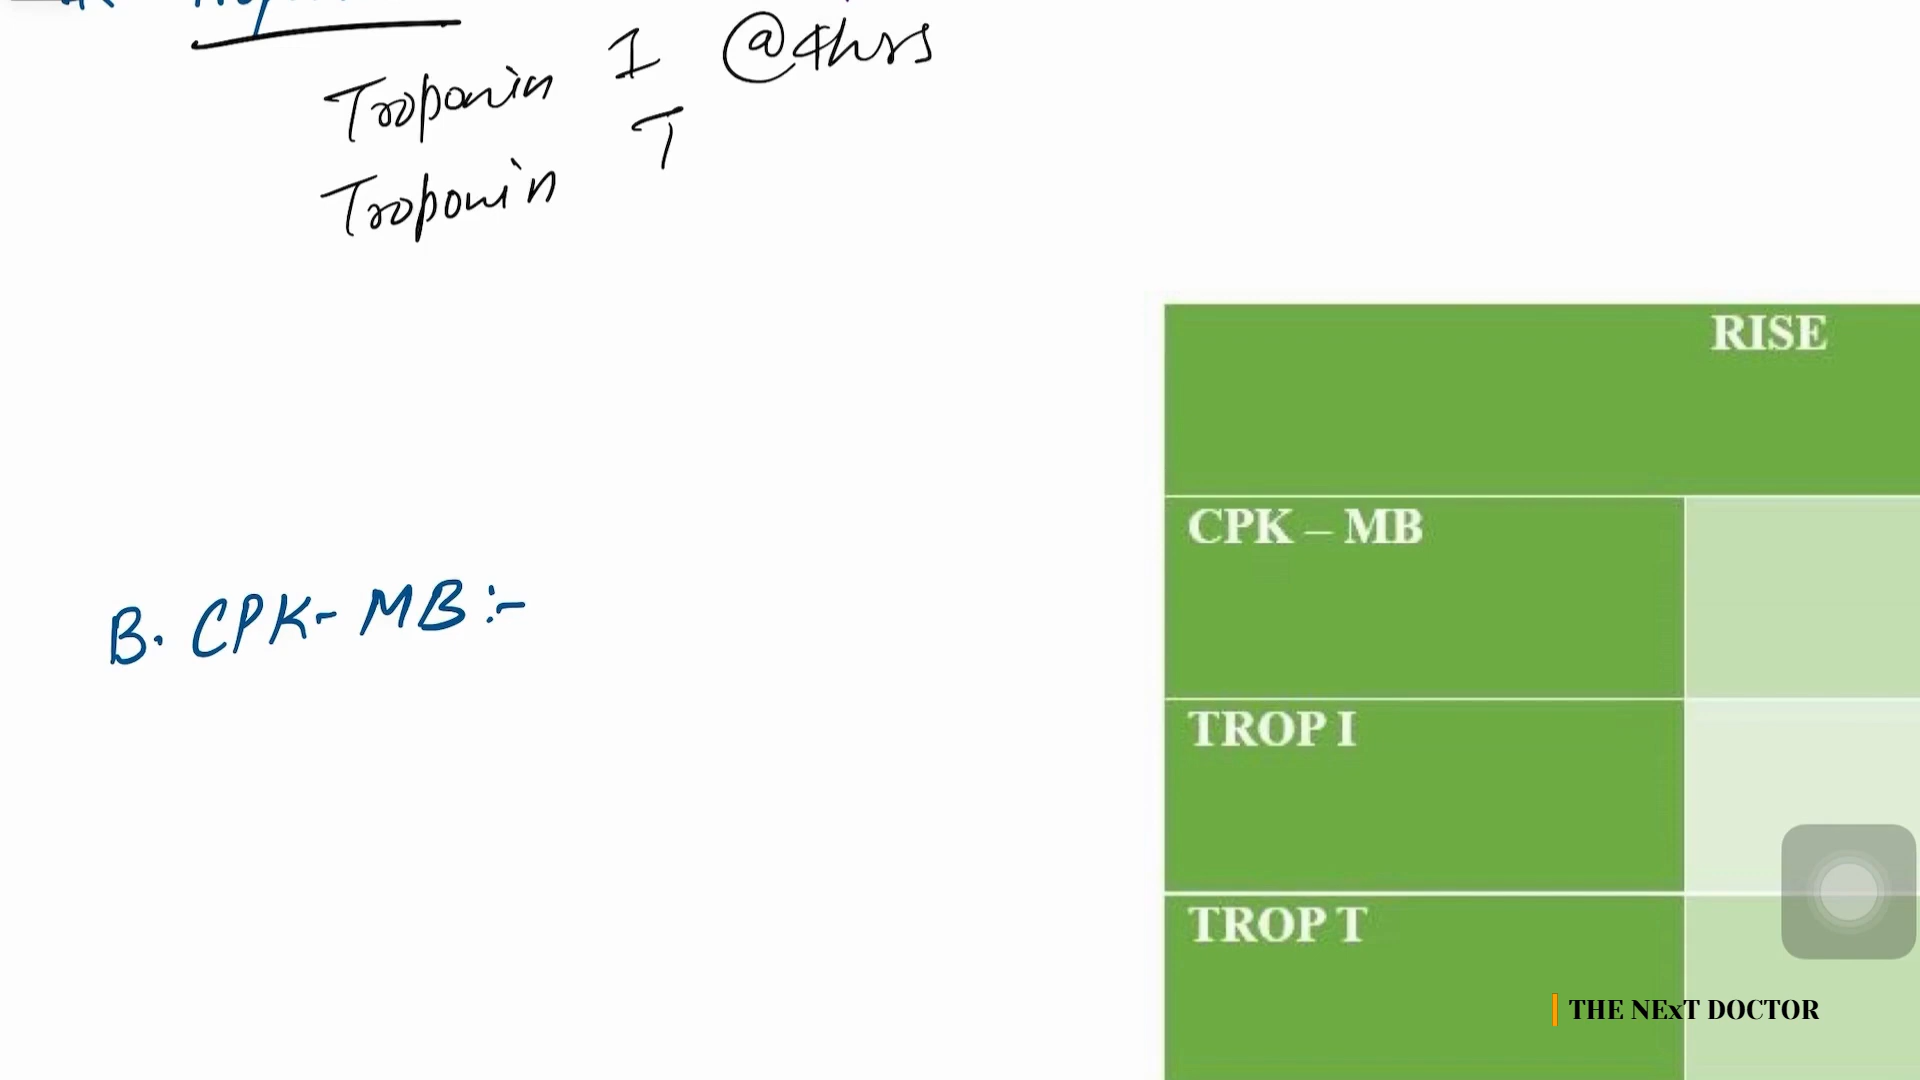 Troponin I @4hrs
Troponin T
B. CPK- MB:-
RISE
CPK – MB
TROP I
TROP T
THE NExT DOCTOR